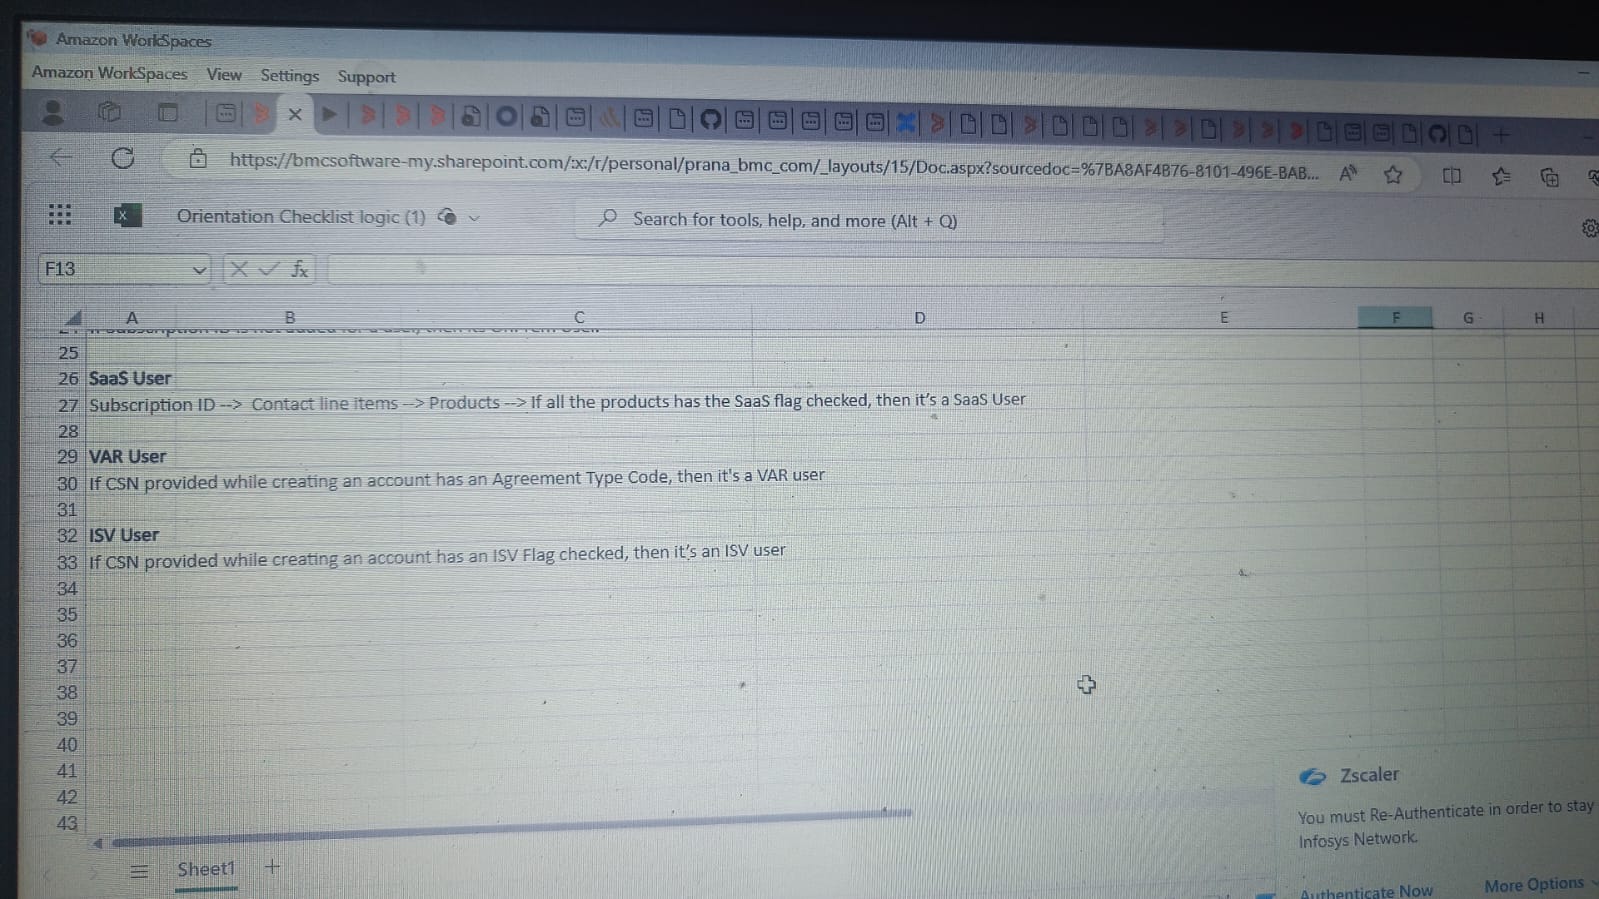 Amazon WorkSpaces
Amazon WorkSpaces View Settings Support
https://bmcsoftware-my.sharepoint.com/:x:/r/personal/prana_bmc_com/_layouts/15/Doc.aspx?sourcedoc=%7BA8AF4B76-8101-496E-BAB...
Orientation Checklist logic (1)
Search for tools, help, and more (Alt + Q)
F13
fx
A B C D E F G H
25
26 SaaS User
27 Subscription ID --> Contact line items --> Products --> If all the products has the SaaS flag checked, then it's a SaaS User
28
29 VAR User
30 If CSN provided while creating an account has an Agreement Type Code, then it's a VAR user
31
32 ISV User
33 If CSN provided while creating an account has an ISV Flag checked, then it's an ISV user
34
35
36
37
38
39
40
41
42
43
Sheet1
Zscaler
You must Re-Authenticate in order to stay
Infosys Network.
Authenticate Now More Options